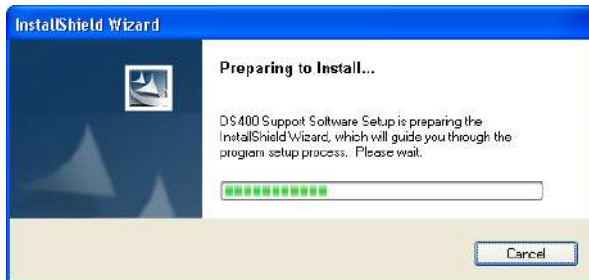 InstallShield Wizard
Preparing to Install...
DS400 Support Software Setup is preparing the
InstallShield Wizard, which will guide you through the
program setup process. Please wait.
Cancel